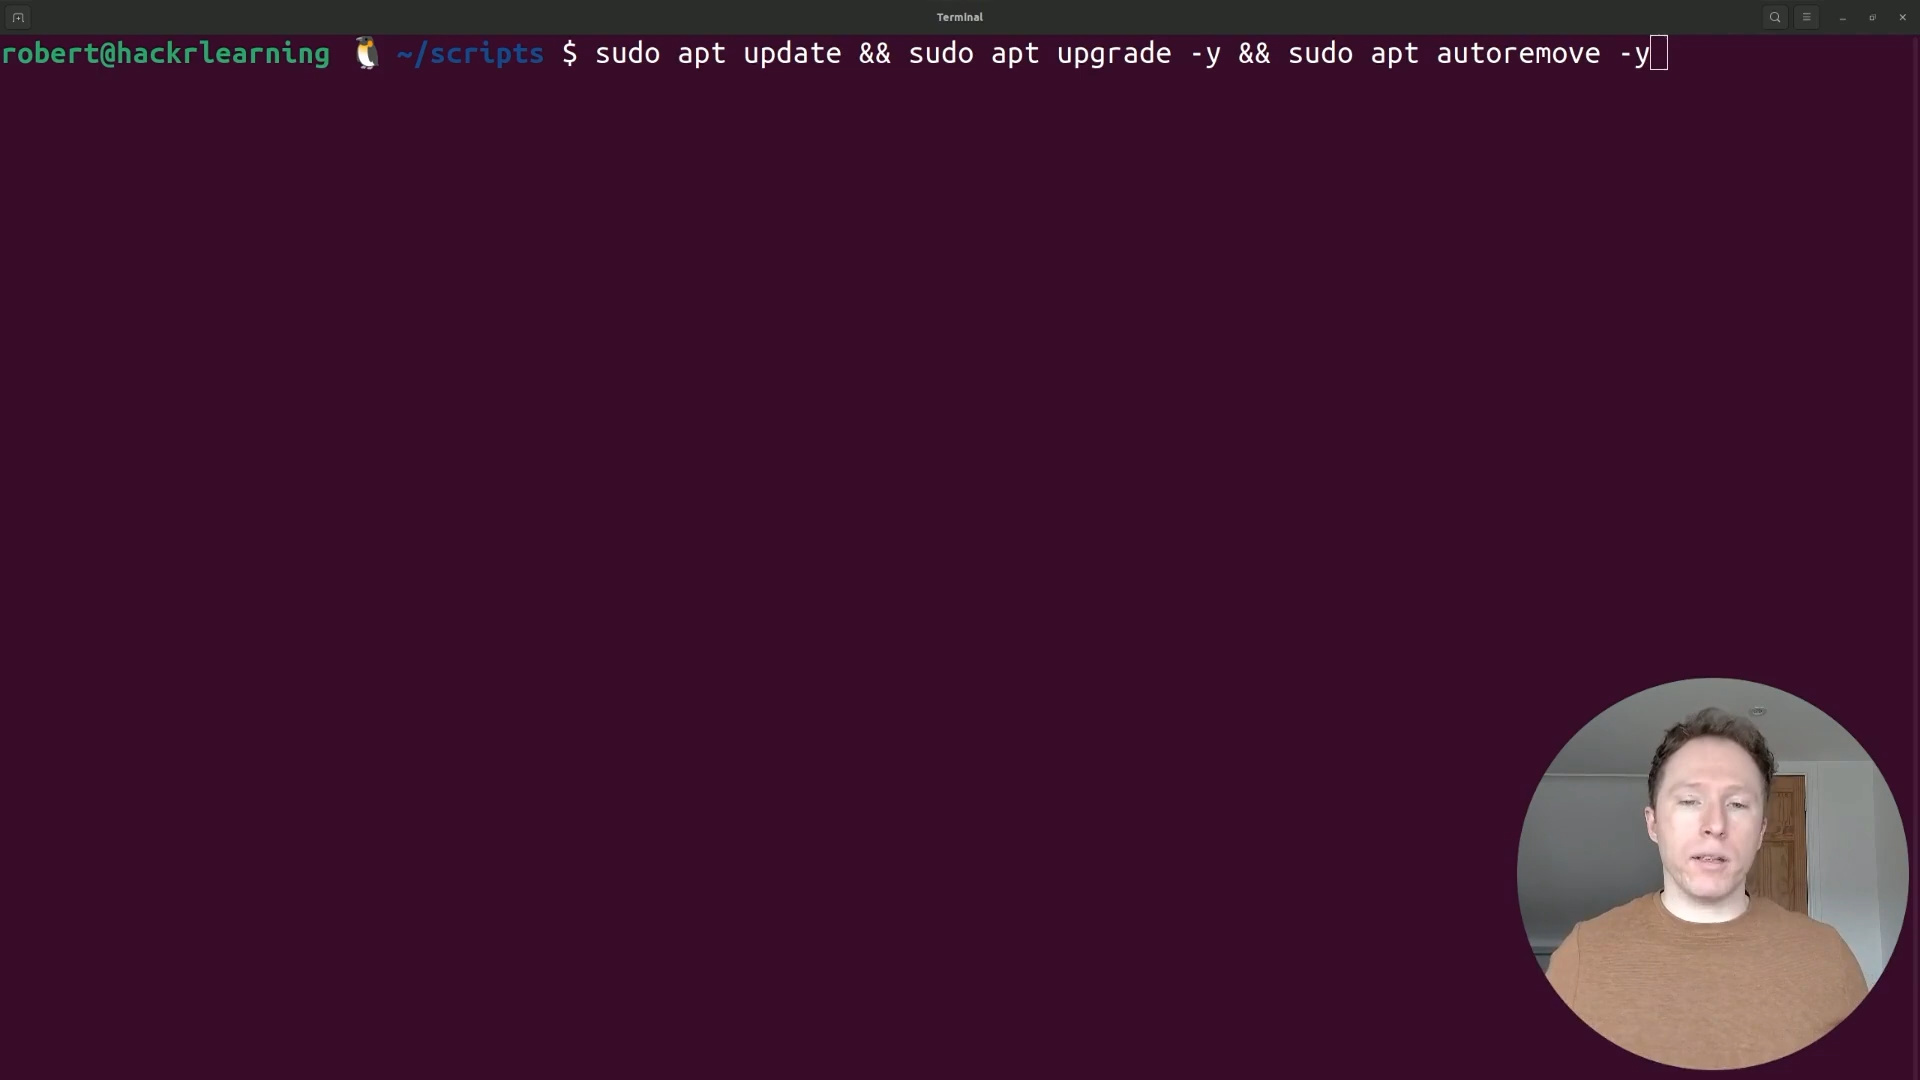 Terminal
robert@hackrlearning 🐧 ~/scripts $ sudo apt update && sudo apt upgrade -y && sudo apt autoremove -y